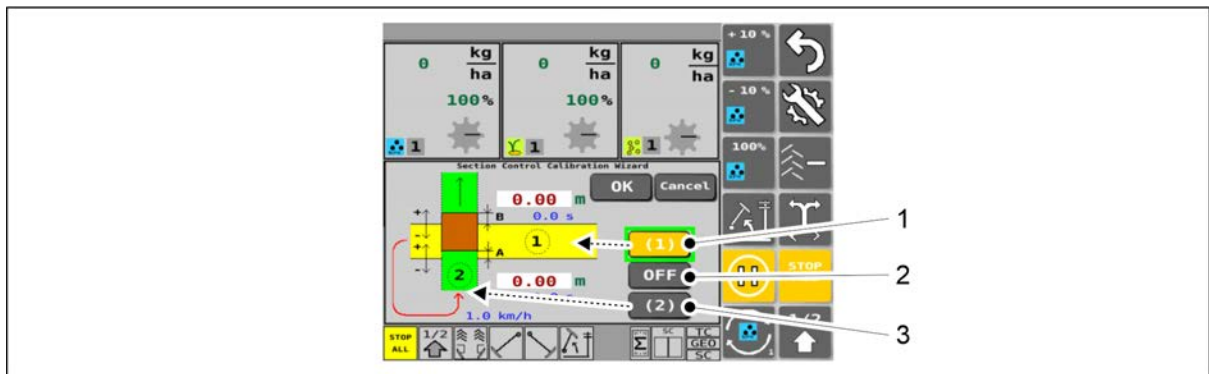 + 10 %
0 kg/ha 0 kg/ha 0 kg/ha
100% 100%
- 10 %
1 1 1
100%
Section Control Calibration Wizard
OK Cancel
0.00 m
B 0.0 s
+
-
+
-
1 (1) 1
A
2 OFF 2
0.00 m
(2) 3
1.0 km/h
STOP
1/2
1
STOP ALL 1/2 Σ SC TC GEO SC